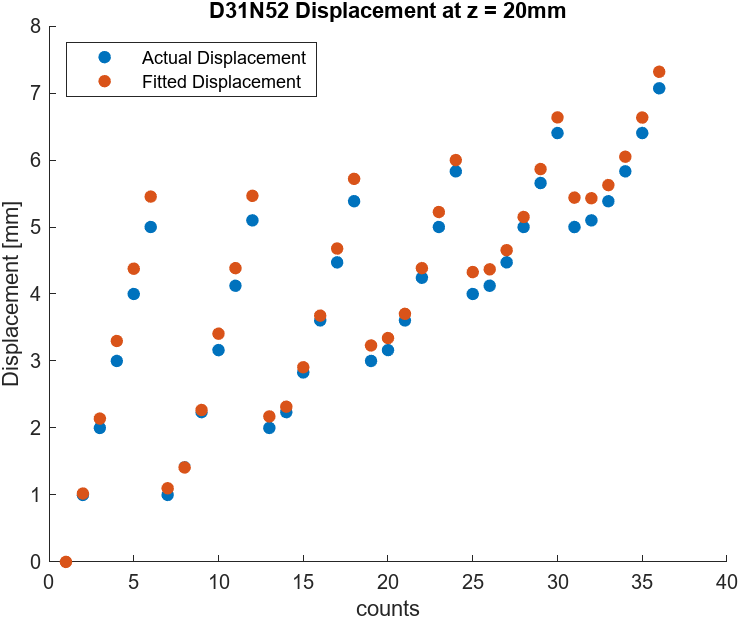 D31N52 Displacement at z = 20mm
Actual Displacement
Fitted Displacement
Displacement [mm]
8
7
6
5
4
3
2
1
0
0 5 10 15 20 25 30 35 40
counts